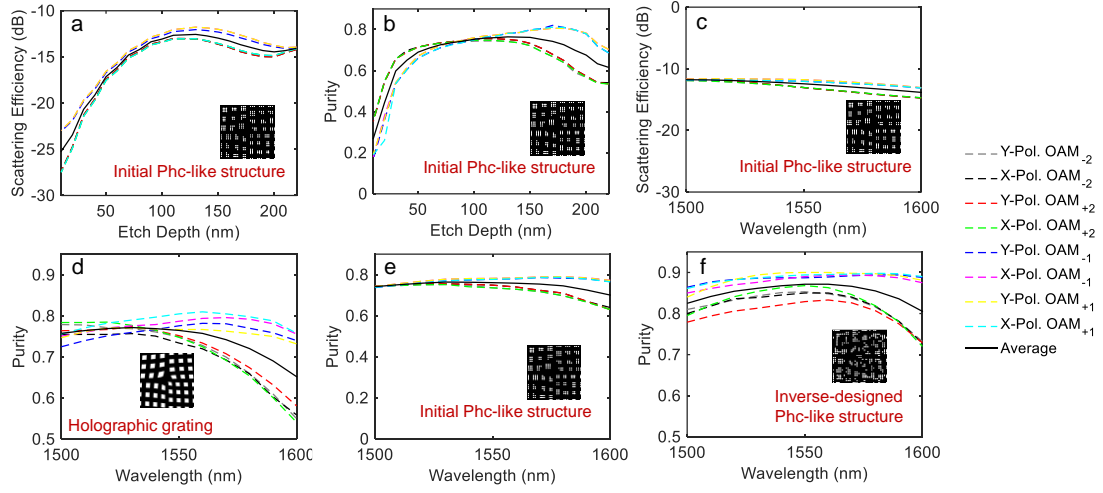 a
Scattering Efficiency (dB)
-10
-15
-20
-25
-30
50
100
150
200
Etch Depth (nm)
Initial Phc-like structure
b
Purity
0.8
0.6
0.4
0.2
0
50
100
150
200
Etch Depth (nm)
Initial Phc-like structure
c
Scattering Efficiency (dB)
0
-10
-20
-30
1500
1550
1600
Wavelength (nm)
Initial Phc-like structure
d
Purity
0.9
0.8
0.7
0.6
0.5
1500
1550
1600
Wavelength (nm)
Holographic grating
e
Purity
0.8
0.6
0.4
0.2
0
1500
1550
1600
Wavelength (nm)
Initial Phc-like structure
f
Purity
0.9
0.8
0.7
0.6
0.5
1500
1550
1600
Wavelength (nm)
Inverse-designed
Phc-like structure
Y-Pol. OAM-2
X-Pol. OAM-2
Y-Pol. OAM+2
X-Pol. OAM+2
Y-Pol. OAM-1
X-Pol. OAM-1
Y-Pol. OAM+1
X-Pol. OAM+1
Average